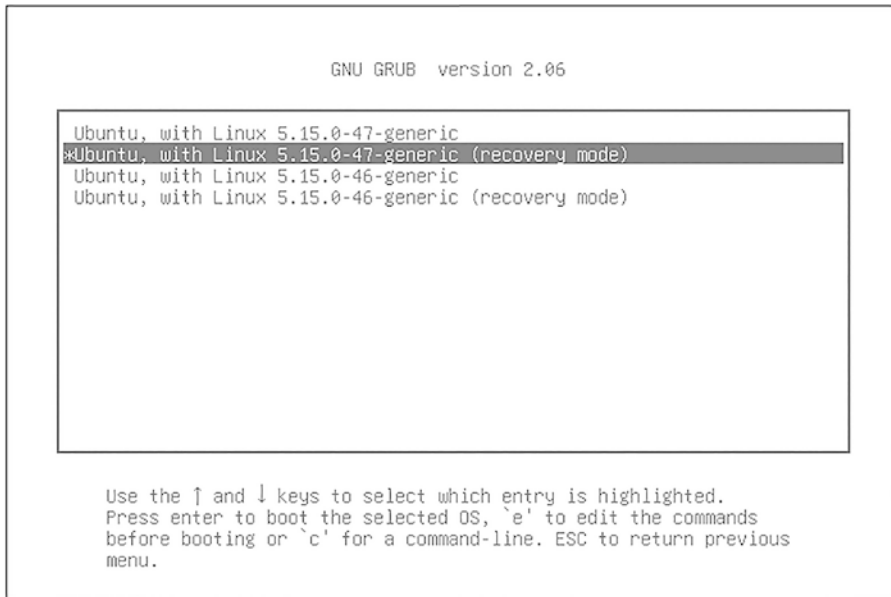 GNU GRUB  version 2.06
Ubuntu, with Linux 5.15.0-47-generic
*Ubuntu, with Linux 5.15.0-47-generic (recovery mode)
Ubuntu, with Linux 5.15.0-46-generic
Ubuntu, with Linux 5.15.0-46-generic (recovery mode)
Use the ↑ and ↓ keys to select which entry is highlighted.
Press enter to boot the selected OS, `e' to edit the commands
before booting or `c' for a command-line. ESC to return previous
menu.